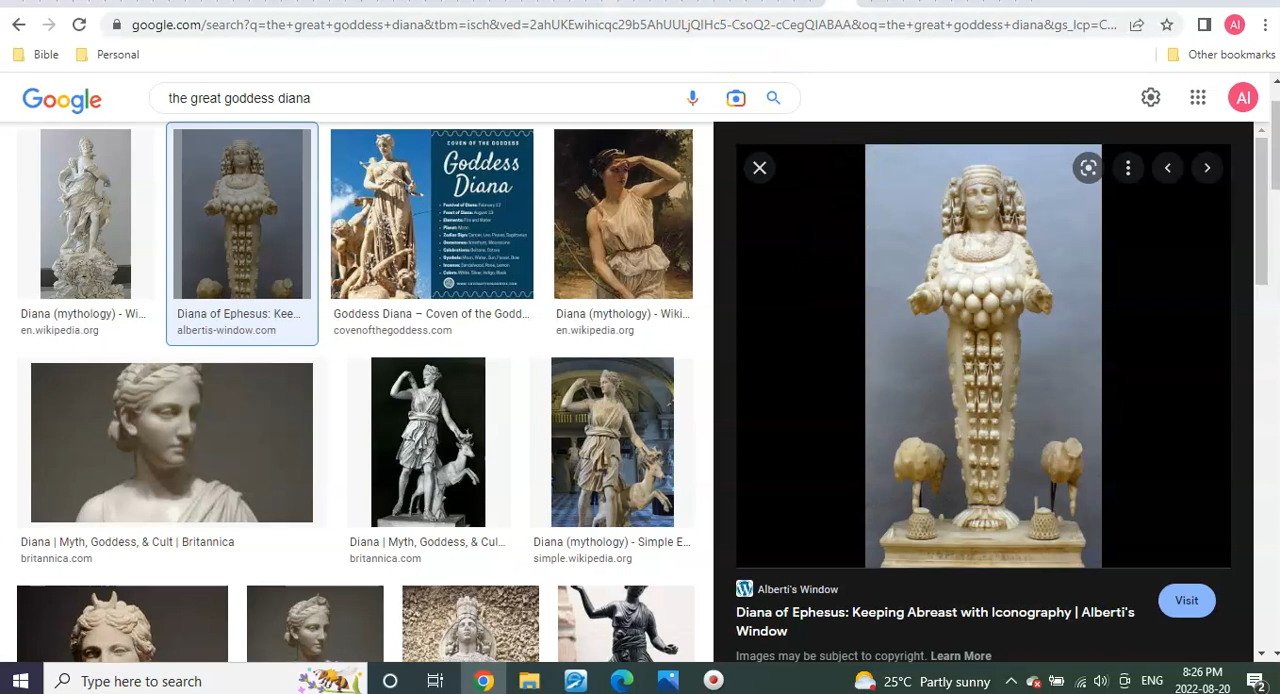 google.com/search?q=the+great+goddess+diana&tbm=isch&ved=2ahUKEwihicqc29b5AhUULjQIHc5-CsoQ2-cCegQIABAA&oq=the+great+goddess+diana&gs_lcp=C...
AI
Bible
Personal
Other bookmarks
Google
the great goddess diana
AI
COVEN OF THE GODDESS
Goddess
Diana
Diana (mythology) - Wi...
en.wikipedia.org
Diana of Ephesus: Kee...
albertis-window.com
Goddess Diana – Coven of the Godd...
covenofthegoddess.com
Diana (mythology) - Wiki...
en.wikipedia.org
Diana | Myth, Goddess, & Cult | Britannica
britannica.com
Diana | Myth, Goddess, & Cul...
britannica.com
Diana (mythology) - Simple E...
simple.wikipedia.org
Alberti's Window
Diana of Ephesus: Keeping Abreast with Iconography | Alberti's
Window
Visit
Images may be subject to copyright. Learn More
Type here to search
25°C Partly sunny
ENG
8:26 PM
2022-08-20
2